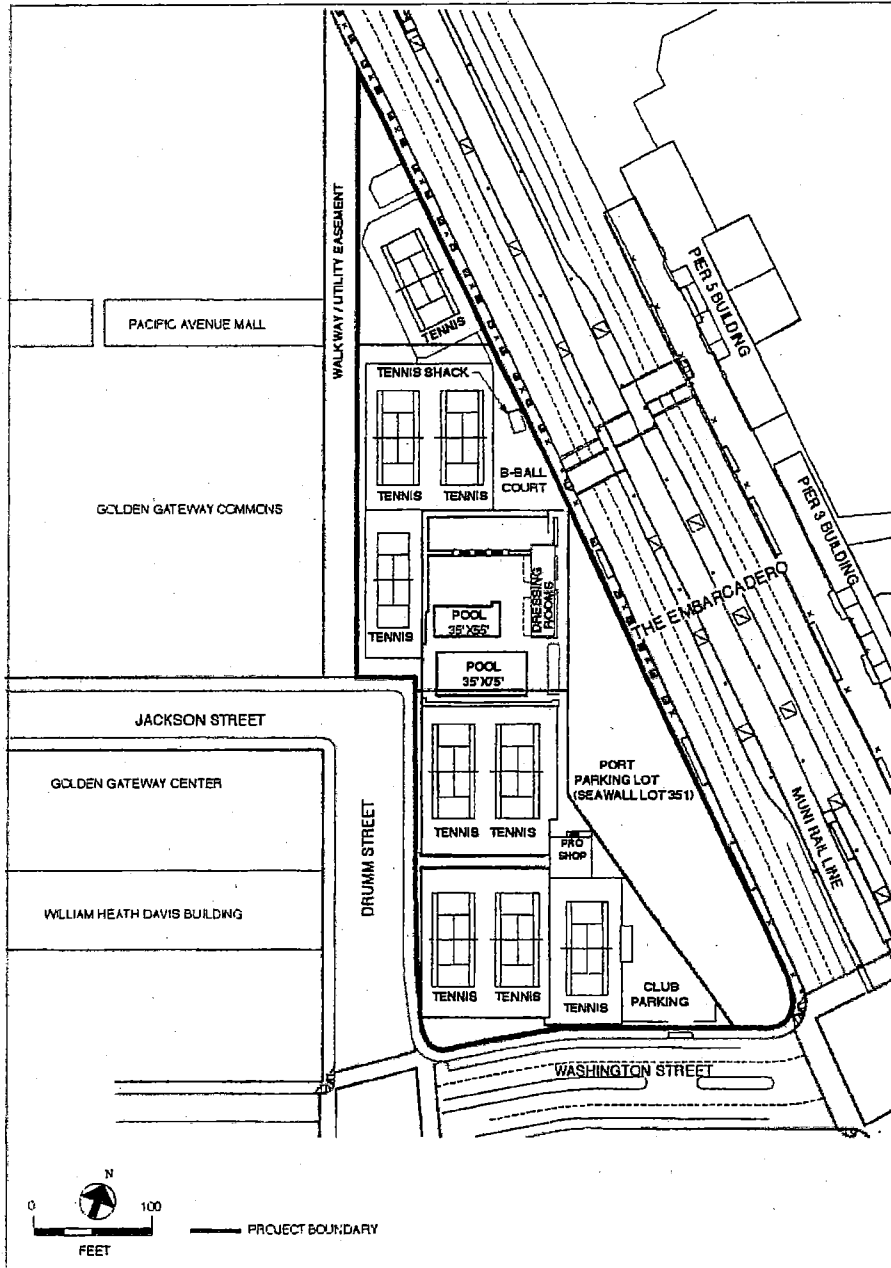 WALKWAY / UTILITY EASEMENT
PACIFIC AVENUE MALL
TENNIS
PIER 5 BUILDING
TENNIS SHACK
TENNIS
TENNIS
B-BALL
COURT
GOLDEN GATEWAY COMMONS
PIER 3 BUILDING
THE EMBARCADERO
DRESSING
ROOMS
TENNIS
POOL
35'X55'
POOL
35'X75'
JACKSON STREET
GOLDEN GATEWAY CENTER
PORT
PARKING LOT
(SEAWALL LOT 351)
MUNI RAIL LINE
TENNIS
TENNIS
PRO
SHOP
DRUMM STREET
WILLIAM HEATH DAVIS BUILDING
TENNIS
TENNIS
TENNIS
CLUB
PARKING
WASHINGTON STREET
N
0
100
FEET
PROJECT BOUNDARY